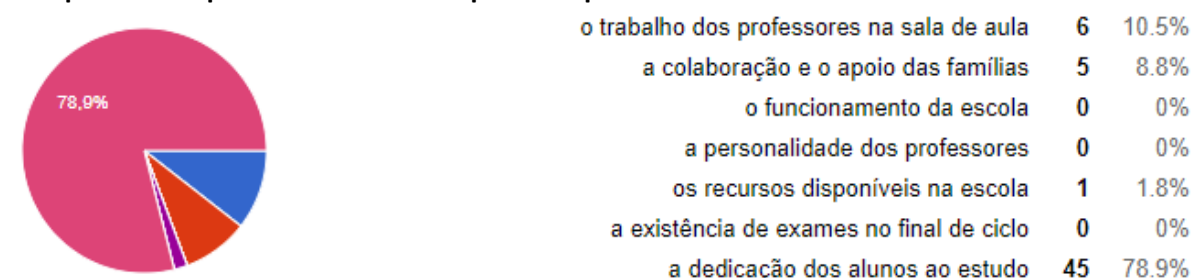 o trabalho dos professores na sala de aula 6 10.5%
a colaboração e o apoio das famílias 5 8.8%
o funcionamento da escola 0 0%
a personalidade dos professores 0 0%
os recursos disponíveis na escola 1 1.8%
a existência de exames no final de ciclo 0 0%
a dedicação dos alunos ao estudo 45 78.9%
78,9%